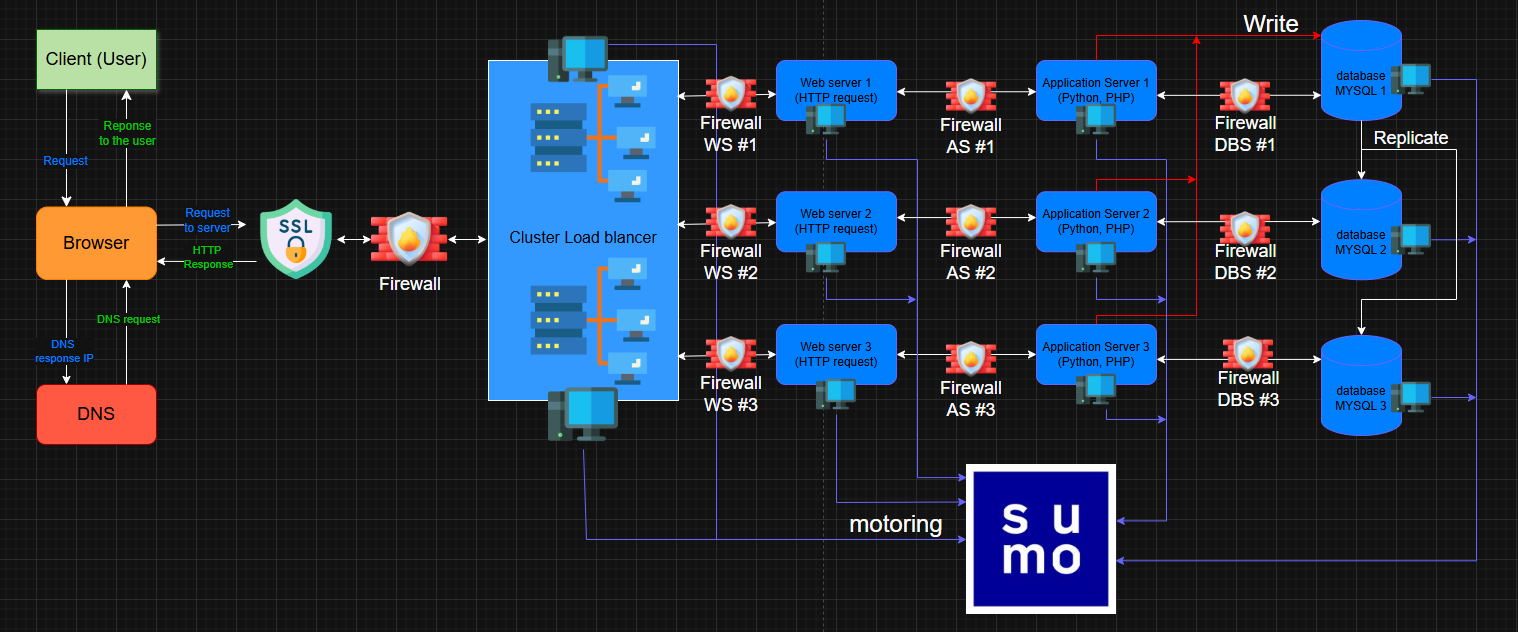 Client (User)
Reponse
to the user
Request
Browser
Request
to server
HTTP
Response
DNS request
DNS
response IP
DNS
SSL
Firewall
Cluster Load blancer
Firewall
WS #1
Firewall
WS #2
Firewall
WS #3
Web server 1
(HTTP request)
Web server 2
(HTTP request)
Web server 3
(HTTP request)
Firewall
AS #1
Firewall
AS #2
Firewall
AS #3
Application Server 1
(Python, PHP)
Application Server 2
(Python, PHP)
Application Server 3
(Python, PHP)
Firewall
DBS #1
Firewall
DBS #2
Firewall
DBS #3
Write
database
MYSQL 1
Replicate
database
MYSQL 2
database
MYSQL 3
motoring
su
mo